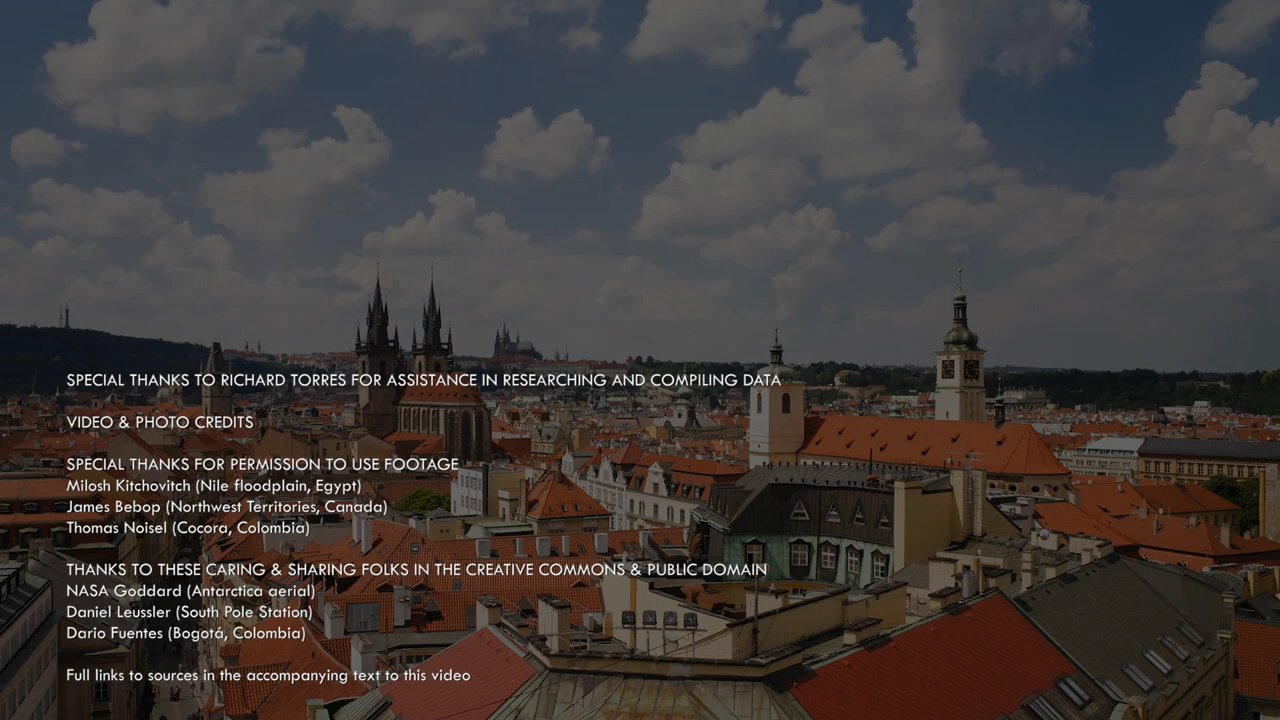 SPECIAL THANKS TO RICHARD TORRES FOR ASSISTANCE IN RESEARCHING AND COMPILING DATA
VIDEO & PHOTO CREDITS
SPECIAL THANKS FOR PERMISSION TO USE FOOTAGE
Milosh Kitchovitch (Nile floodplain, Egypt)
James Bebop (Northwest Territories, Canada)
Thomas Noisel (Cocora, Colombia)
THANKS TO THESE CARING & SHARING FOLKS IN THE CREATIVE COMMONS & PUBLIC DOMAIN
NASA Goddard (Antarctica aerial)
Daniel Leussler (South Pole Station)
Dario Fuentes (Bogotá, Colombia)
Full links to sources in the accompanying text to this video